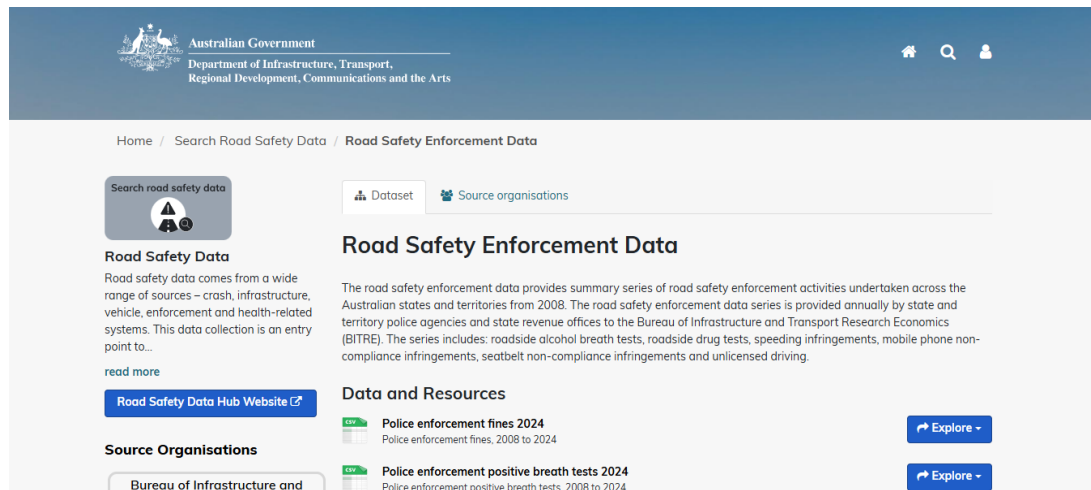 Australian Government
Department of Infrastructure, Transport,
Regional Development, Communications and the Arts
Home / Search Road Safety Data / Road Safety Enforcement Data
Search road safety data
Road Safety Data
Road safety data comes from a wide
range of sources – crash, infrastructure,
vehicle, enforcement and health-related
systems. This data collection is an entry
point to...
read more
Road Safety Data Hub Website
Source Organisations
Bureau of Infrastructure and
Dataset
Source organisations
Road Safety Enforcement Data
The road safety enforcement data provides summary series of road safety enforcement activities undertaken across the
Australian states and territories from 2008. The road safety enforcement data series is provided annually by state and
territory police agencies and state revenue offices to the Bureau of Infrastructure and Transport Research Economics
(BITRE). The series includes: roadside alcohol breath tests, roadside drug tests, speeding infringements, mobile phone non-
compliance infringements, seatbelt non-compliance infringements and unlicensed driving.
Data and Resources
CSV
Police enforcement fines 2024
Police enforcement fines, 2008 to 2024
Explore
CSV
Police enforcement positive breath tests 2024
Police enforcement positive breath tests, 2008 to 2024
Explore